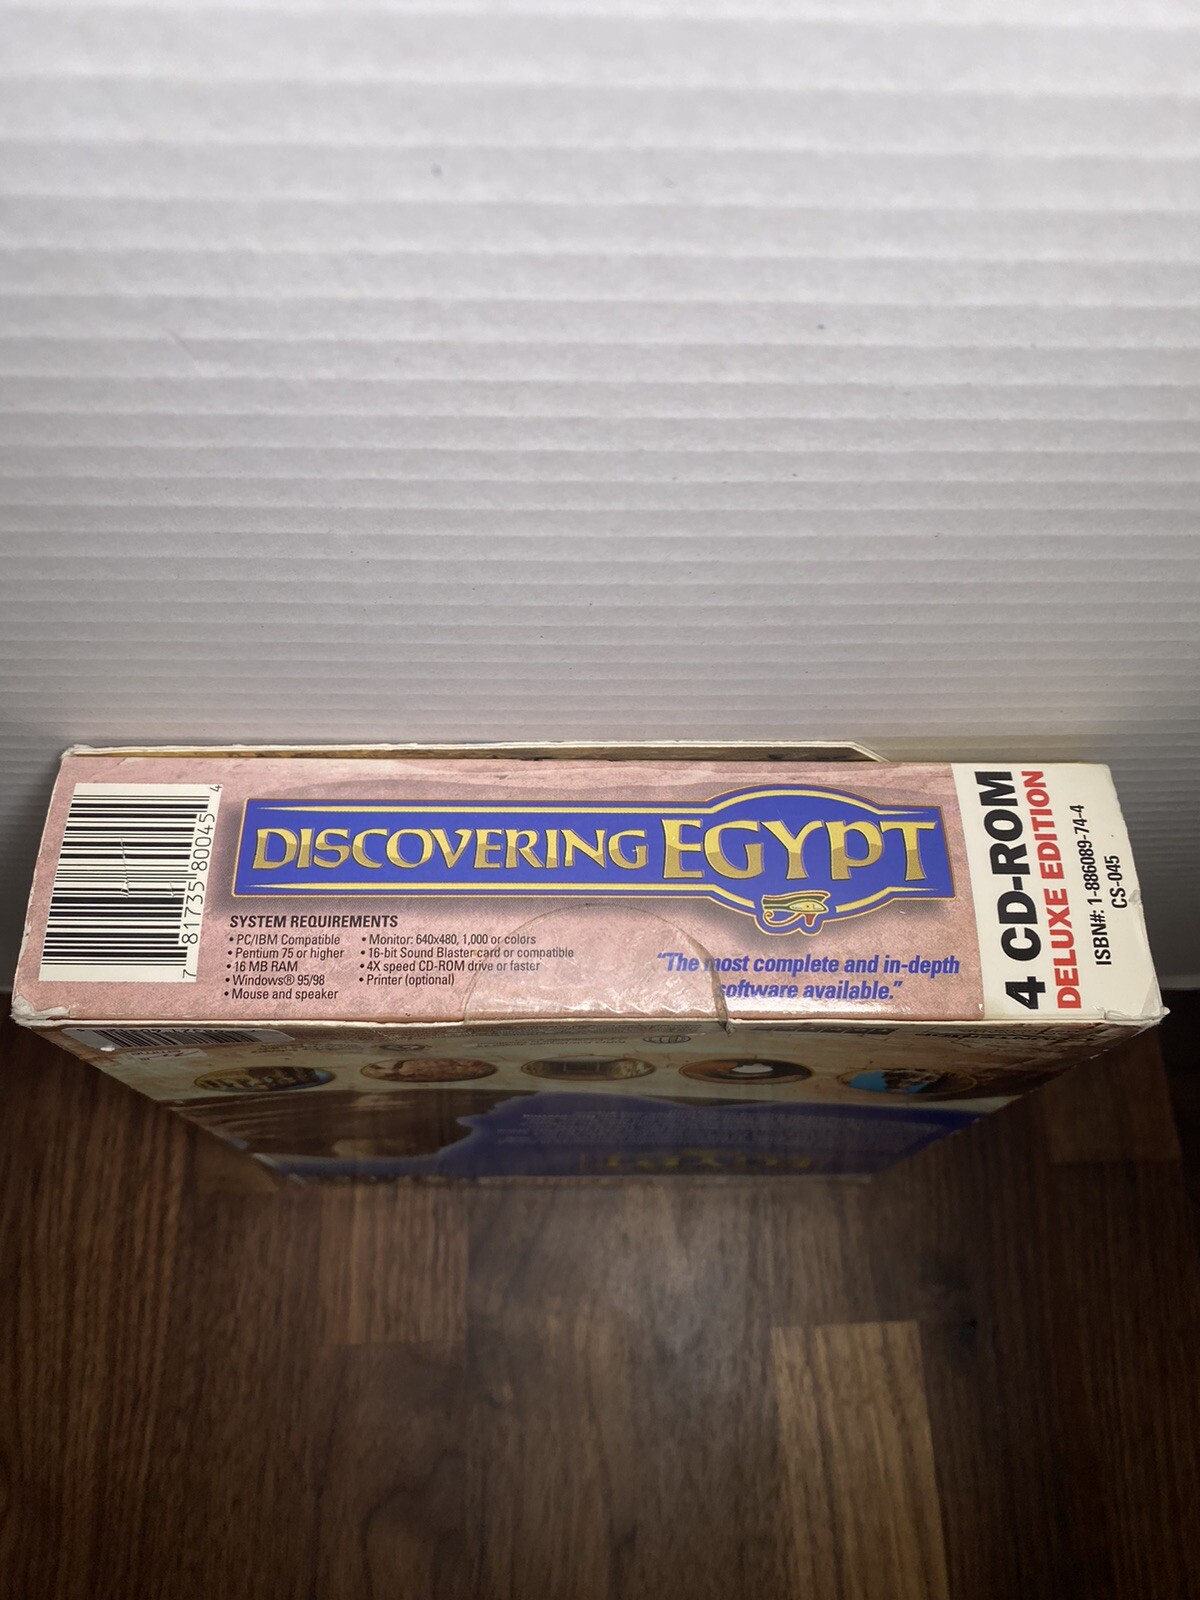 7 81735 80045 4
DISCOVERING EGYPT
SYSTEM REQUIREMENTS
• PC/IBM Compatible
• Pentium 75 or higher
• 16 MB RAM
• Windows® 95/98
• Mouse and speaker
• Monitor: 640x480, 1,000 or colors
• 16-bit Sound Blaster card or compatible
• 4X speed CD-ROM drive or faster
• Printer (optional)
"The most complete and in-depth
software available."
4 CD-ROM
DELUXE EDITION
ISBN#: 1-886089-74-4
CS-045